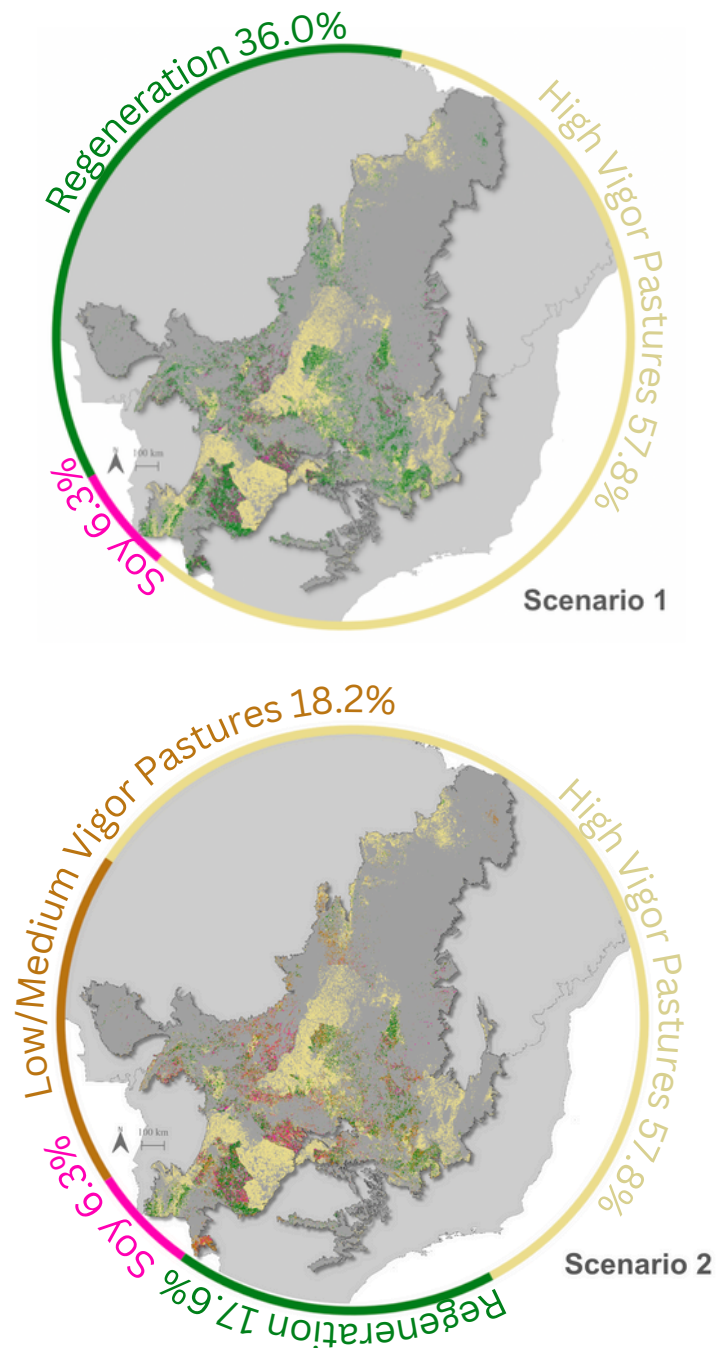 Regeneration 36.0%
High Vigor Pastures 57.8%
Soy 6.3%
N
100 km
Scenario 1
Low/Medium Vigor Pastures 18.2%
High Vigor Pastures 57.8%
Soy 6.3%
Regeneration 17.6%
N
100 km
Scenario 2